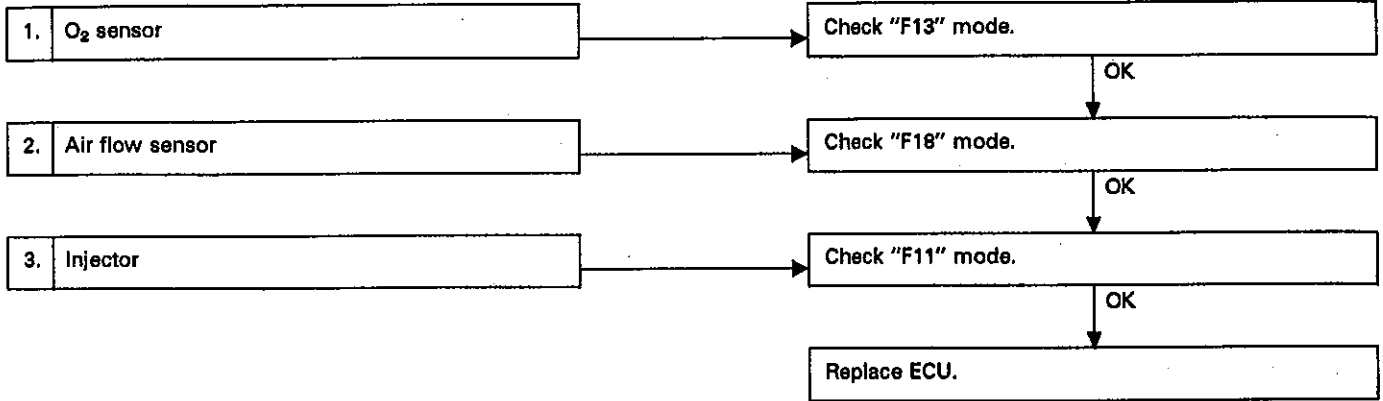 1. O₂ sensor
Check "F13" mode.
OK
2. Air flow sensor
Check "F18" mode.
OK
3. Injector
Check "F11" mode.
OK
Replace ECU.